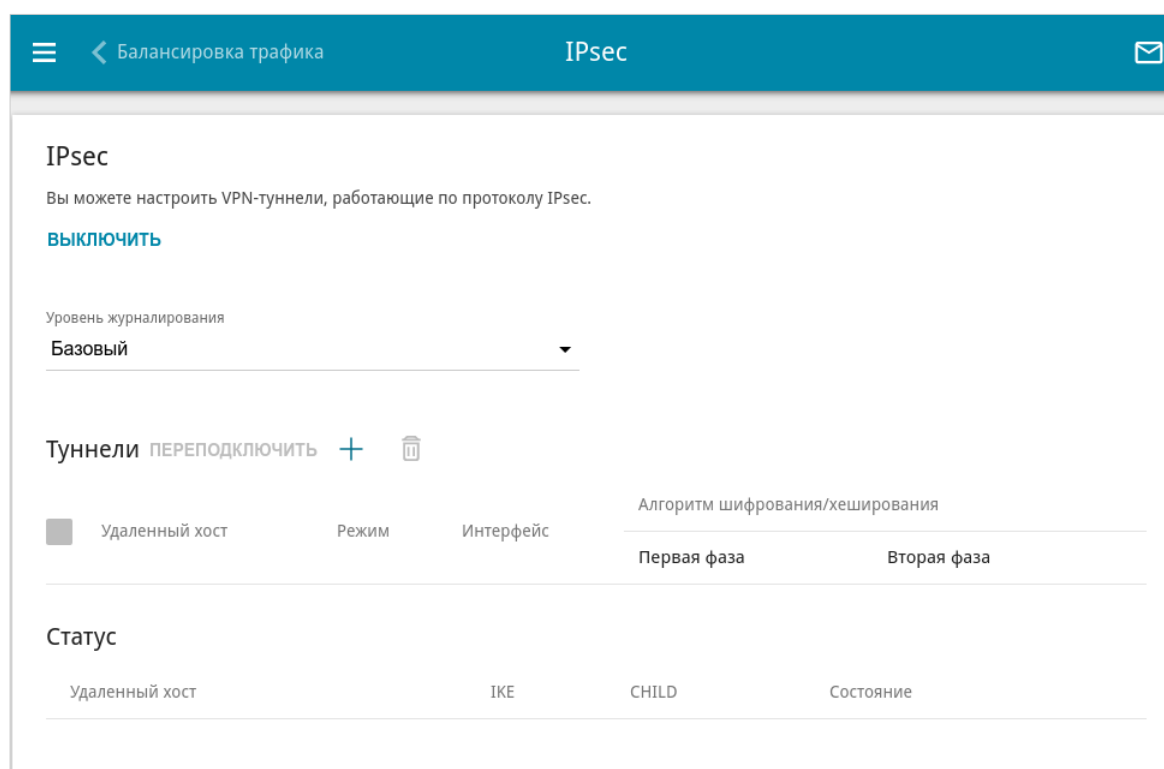 Балансировка трафика IPsec
IPsec
Вы можете настроить VPN-туннели, работающие по протоколу IPsec.
ВЫКЛЮЧИТЬ
Уровень журналирования
Базовый
Туннели ПЕРЕПОДКЛЮЧИТЬ
Алгоритм шифрования/хеширования
Удаленный хост Режим Интерфейс
Первая фаза Вторая фаза
Статус
Удаленный хост IKE CHILD Состояние